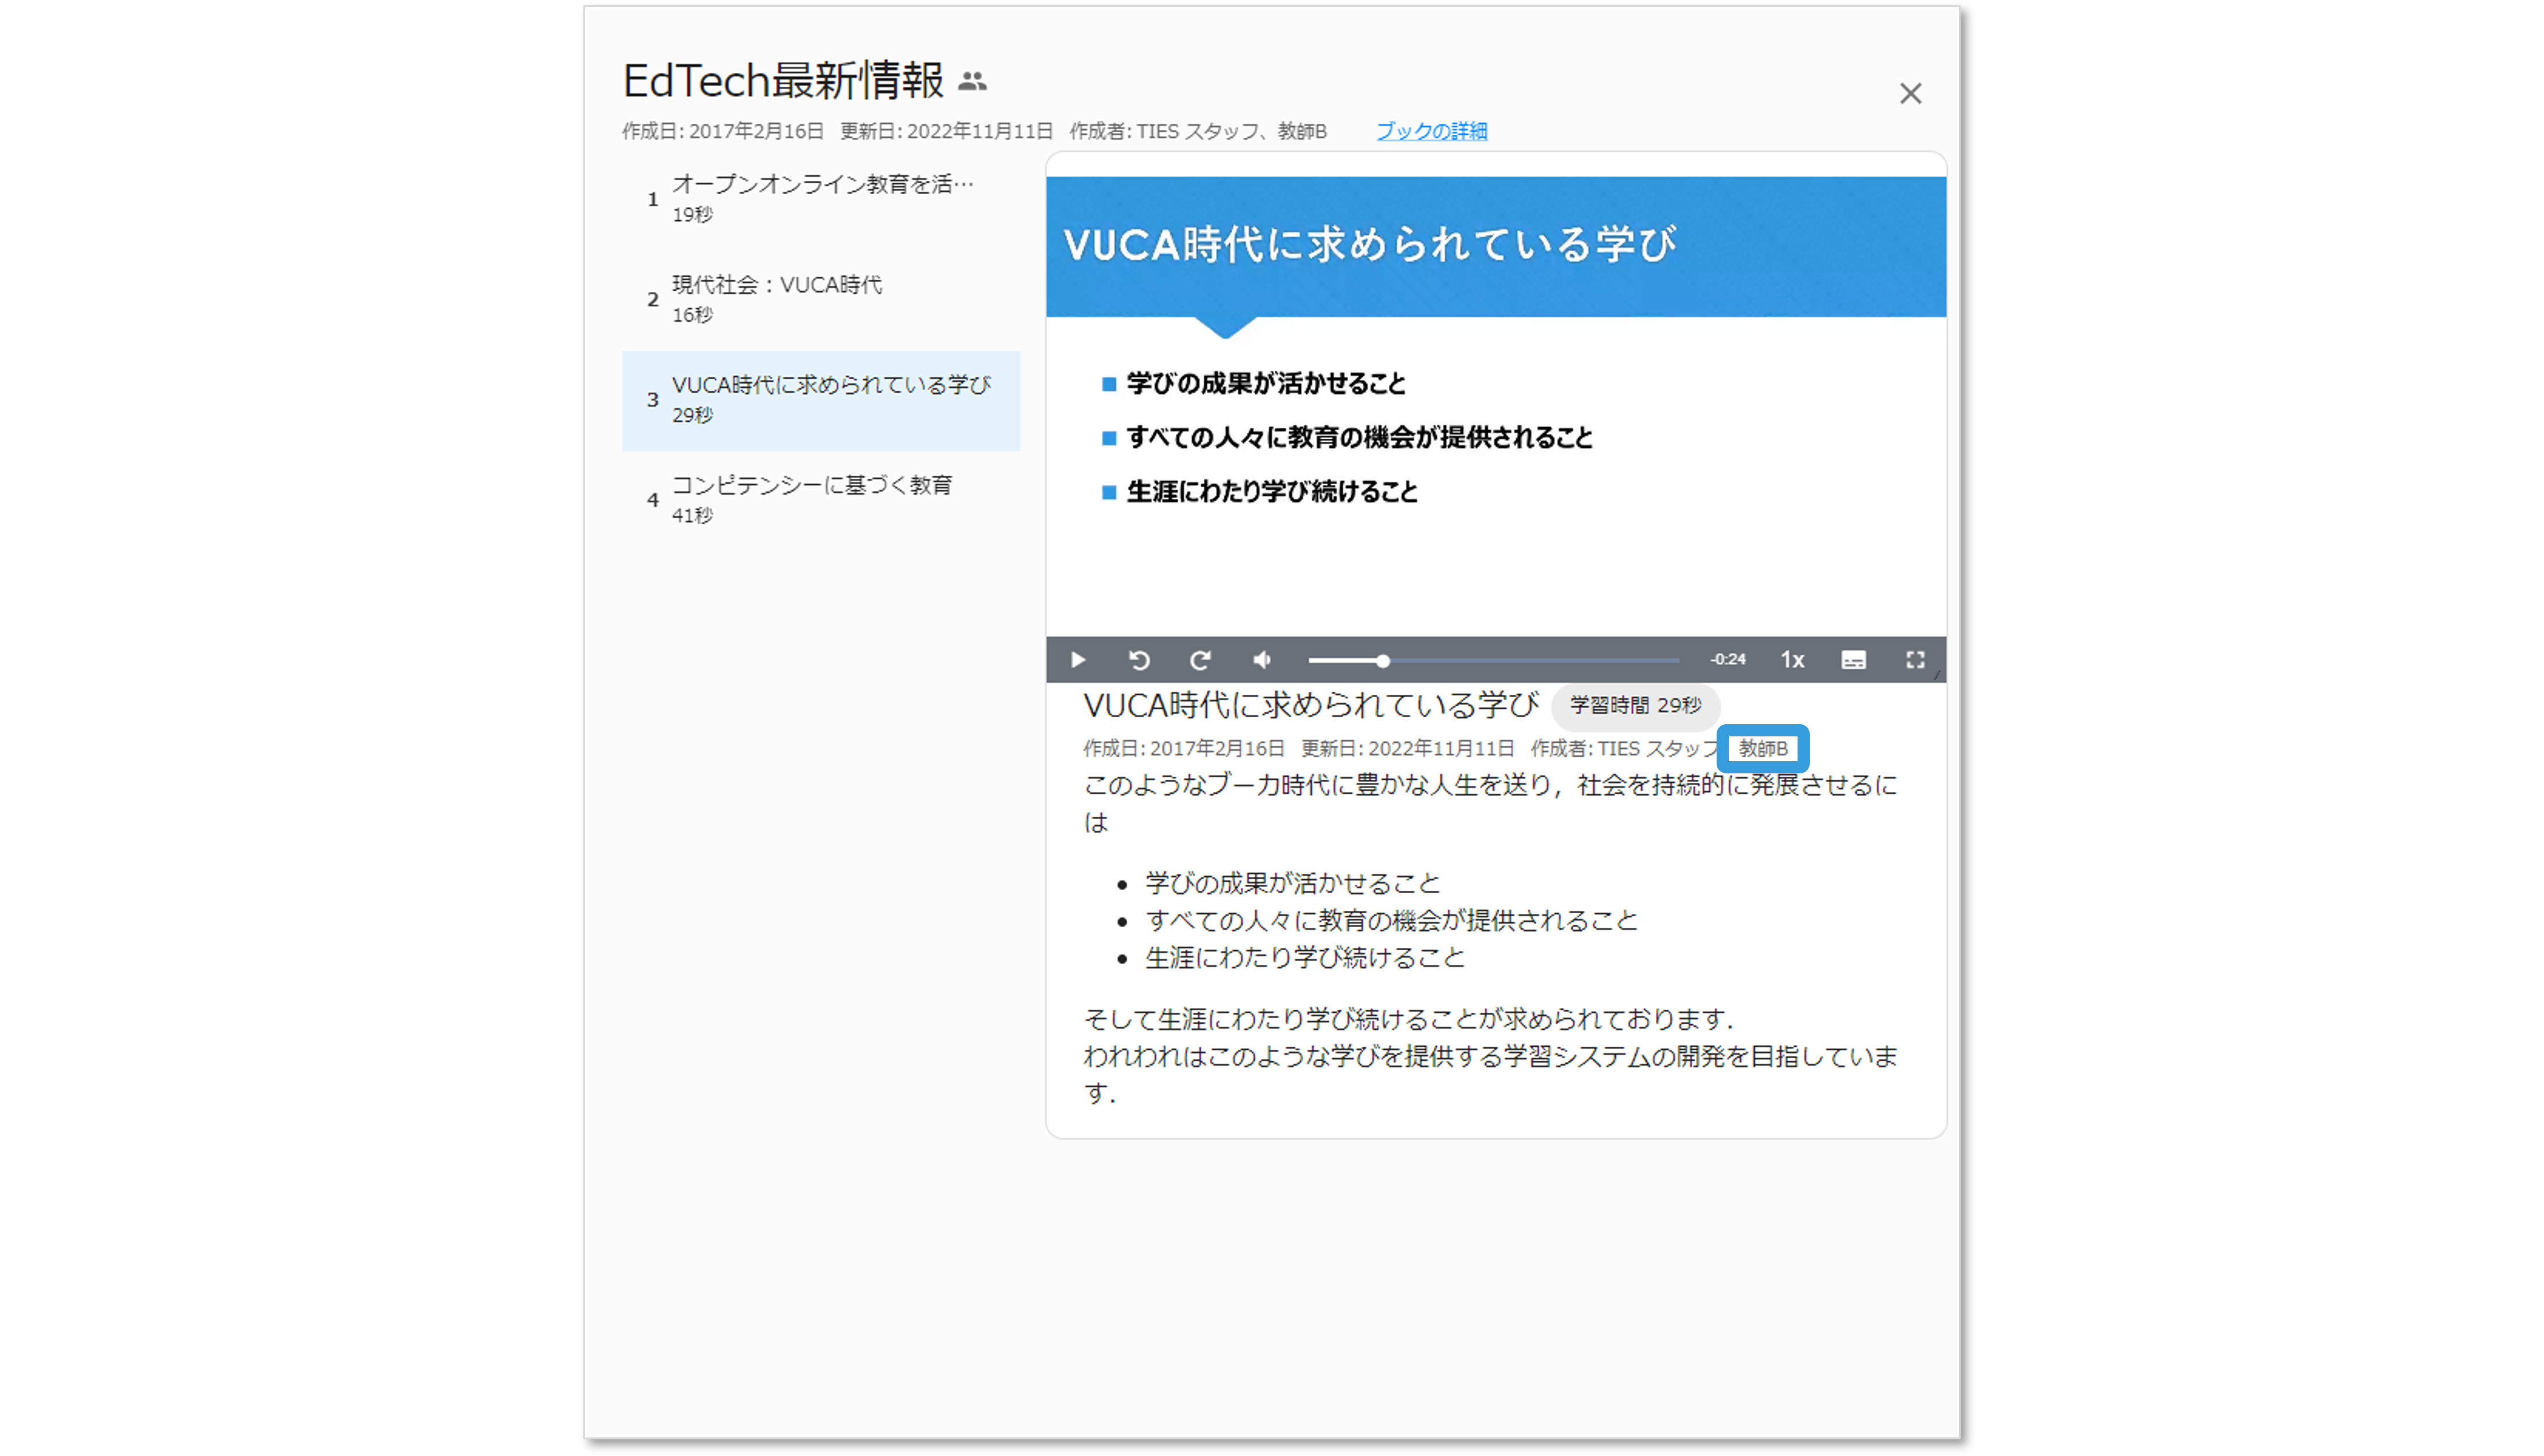 EdTech最新情報
作成日: 2017年2月16日 更新日: 2022年11月11日 作成者: TIES スタッフ、教師B ブックの詳細
1 オープンオンライン教育を活…
19秒
2 現代社会：VUCA時代
16秒
3 VUCA時代に求められている学び
29秒
4 コンピテンシーに基づく教育
41秒
VUCA時代に求められている学び
■ 学びの成果が活かせること
■ すべての人々に教育の機会が提供されること
■ 生涯にわたり学び続けること
-0:24 1x
VUCA時代に求められている学び 学習時間 29秒
作成日: 2017年2月16日 更新日: 2022年11月11日 作成者: TIES スタッフ 教師B
このようなブーカ時代に豊かな人生を送り，社会を持続的に発展させるに
は
• 学びの成果が活かせること
• すべての人々に教育の機会が提供されること
• 生涯にわたり学び続けること
そして生涯にわたり学び続けることが求められております．
われわれはこのような学びを提供する学習システムの開発を目指していま
す．